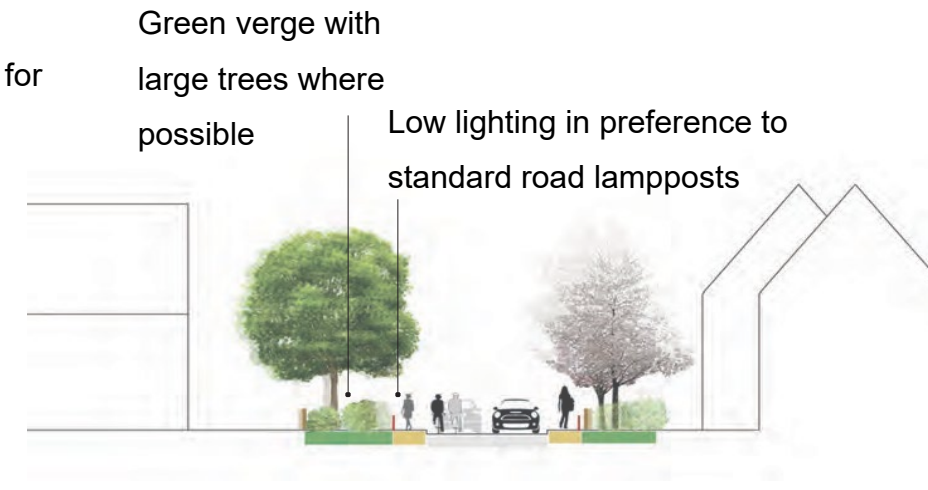 Green verge with
for
large trees where
possible
Low lighting in preference to
standard road lampposts